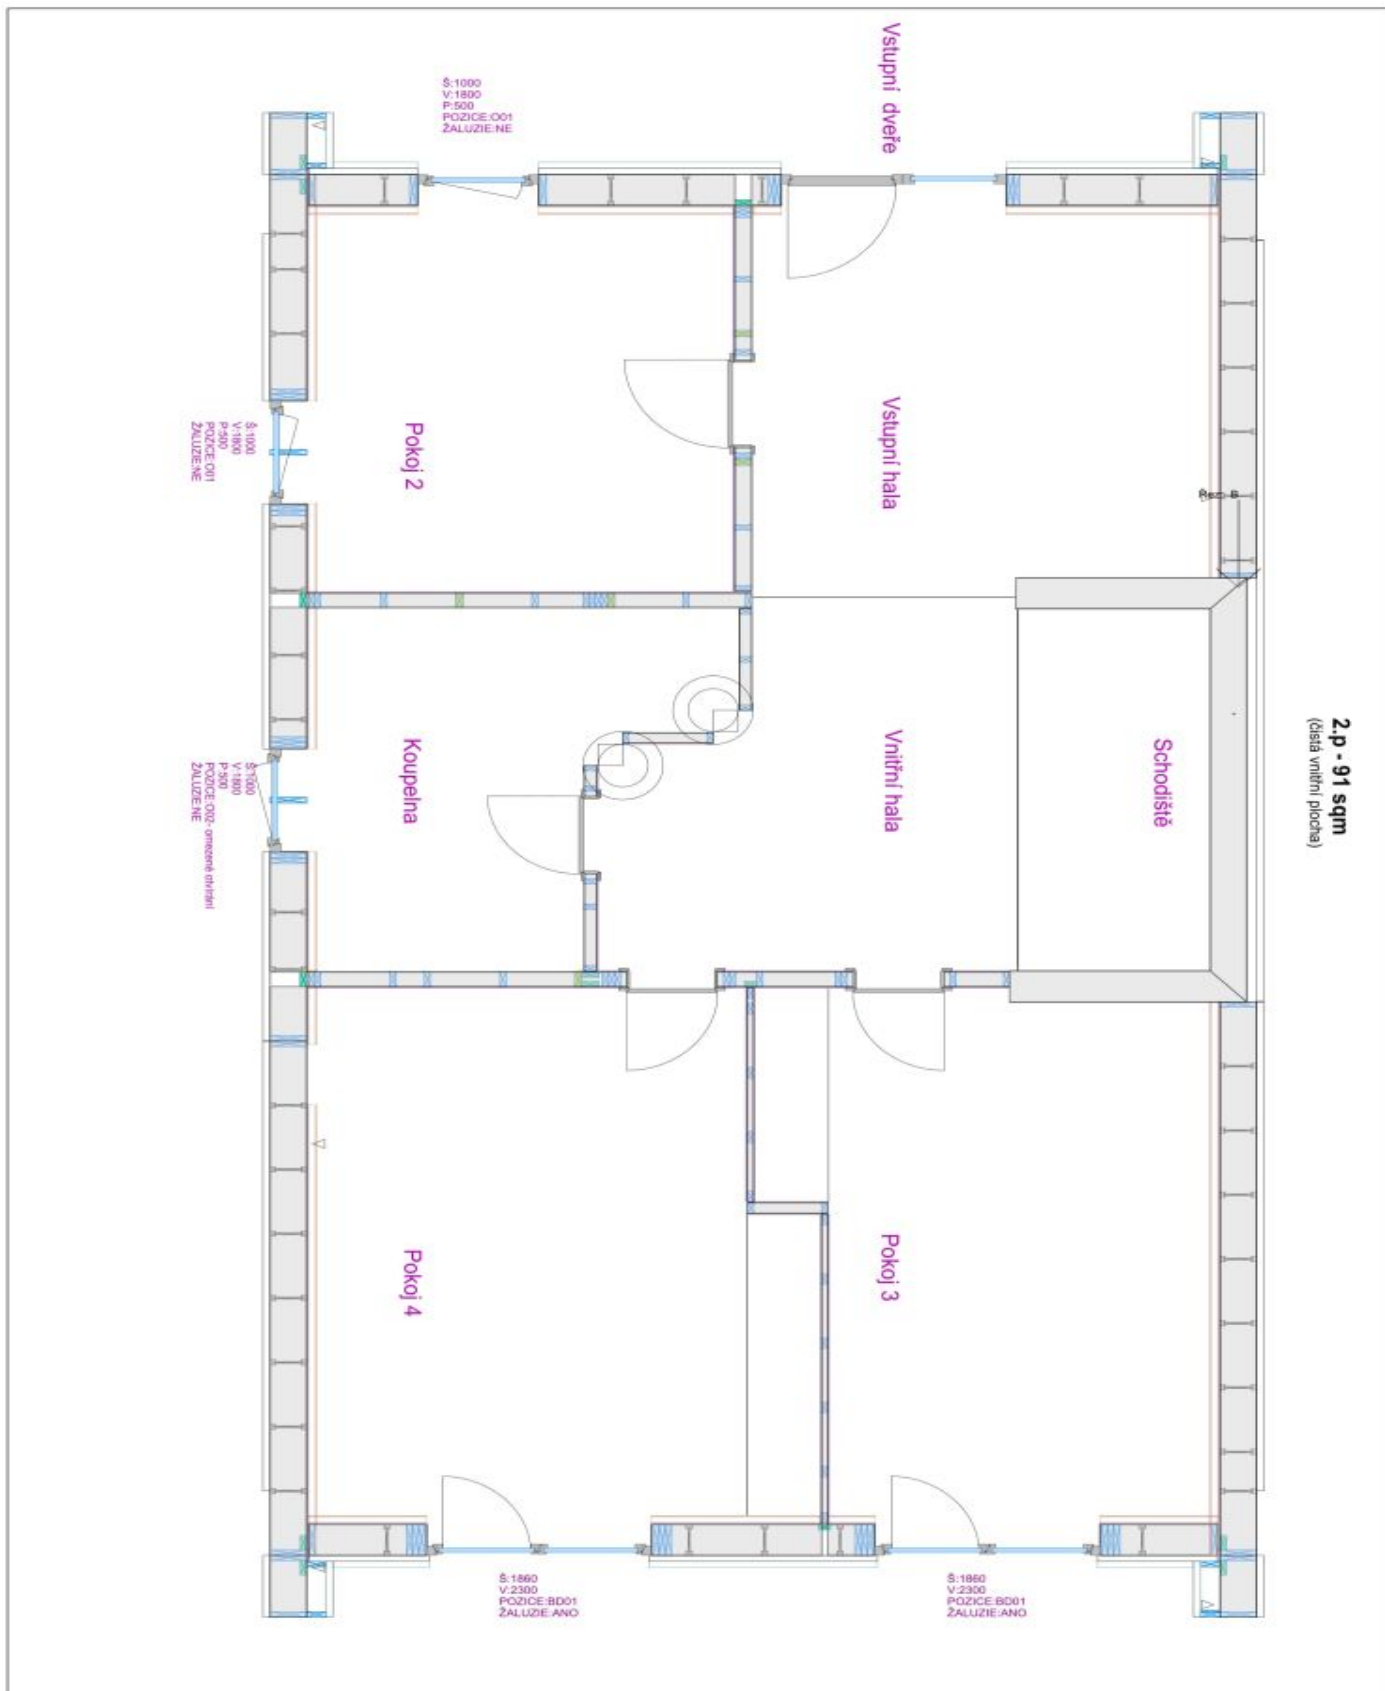 Vstupní dveře
Š:1000
V:1800
P:500
POZICE:O01
ŽALUZIE:NE
Š:1000
V:1800
P:500
POZICE:O01
ŽALUZIE:NE
Pokoj 2
Vstupní hala
2.p - 91 sqm
(čistá vnitřní plocha)
Š:1000
V:1800
P:500
POZICE:O02- omezené otvírání
ŽALUZIE:NE
Koupelna
Vnitřní hala
Schodiště
Pokoj 4
Pokoj 3
Š:1860
V:2300
POZICE:BD01
ŽALUZIE:ANO
Š:1860
V:2300
POZICE:BD01
ŽALUZIE:ANO